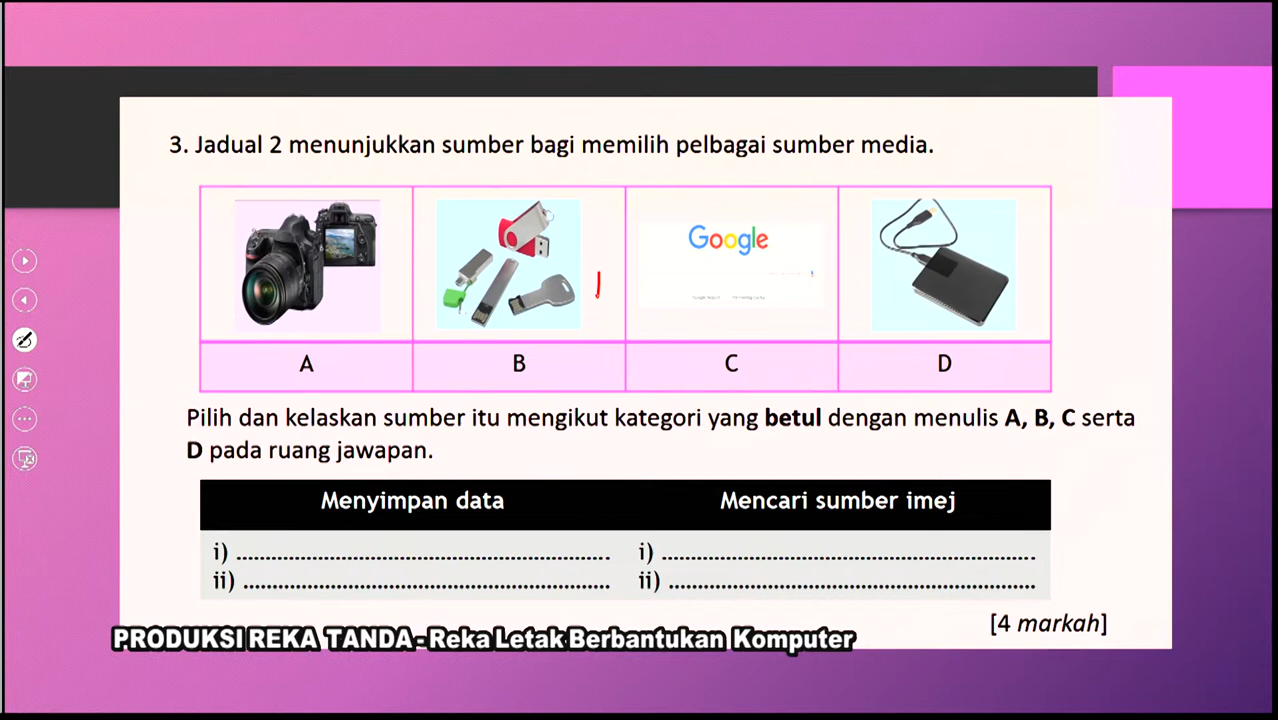 3. Jadual 2 menunjukkan sumber bagi memilih pelbagai sumber media.
Google
A B C D
Pilih dan kelaskan sumber itu mengikut kategori yang betul dengan menulis A, B, C serta
D pada ruang jawapan.
Menyimpan data Mencari sumber imej
i) ................................................................ i) ................................................................
ii) ............................................................... ii) ...............................................................
[4 markah]
PRODUKSI REKA TANDA - Reka Letak Berbantukan Komputer